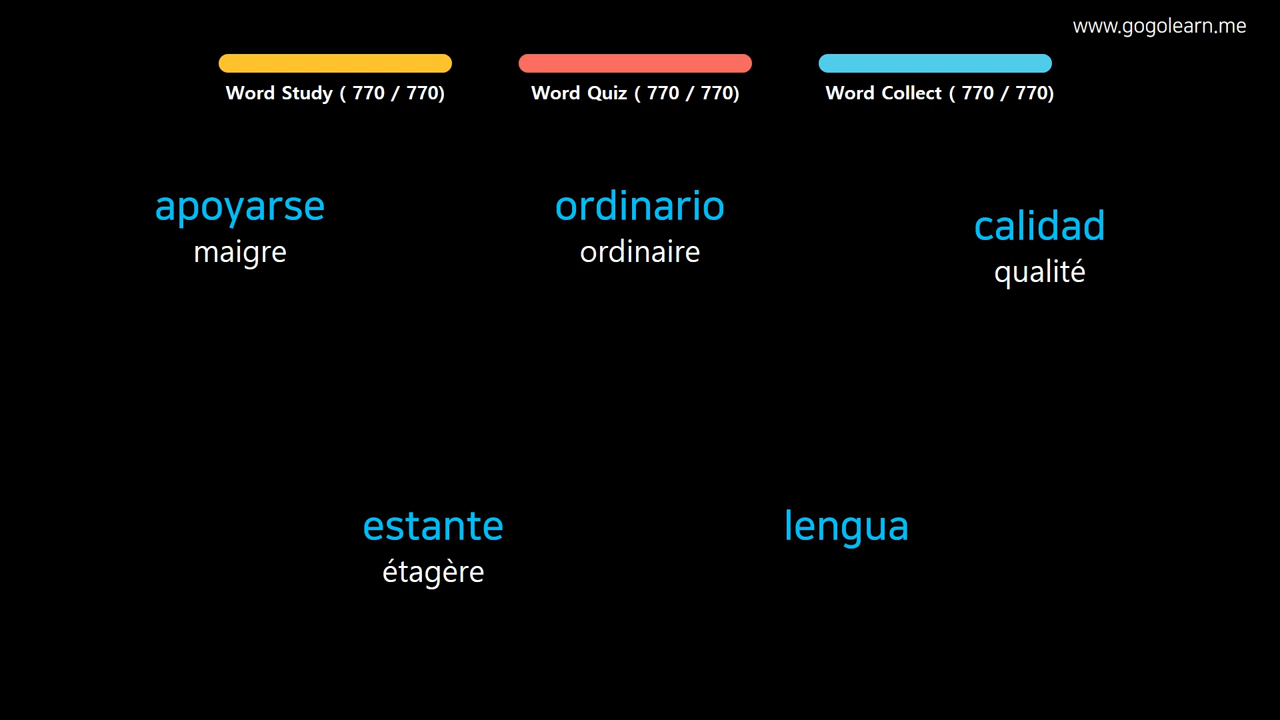 www.gogolearn.me
Word Study ( 770 / 770)
Word Quiz ( 770 / 770)
Word Collect ( 770 / 770)
apoyarse
maigre
ordinario
ordinaire
calidad
qualité
estante
étagère
lengua